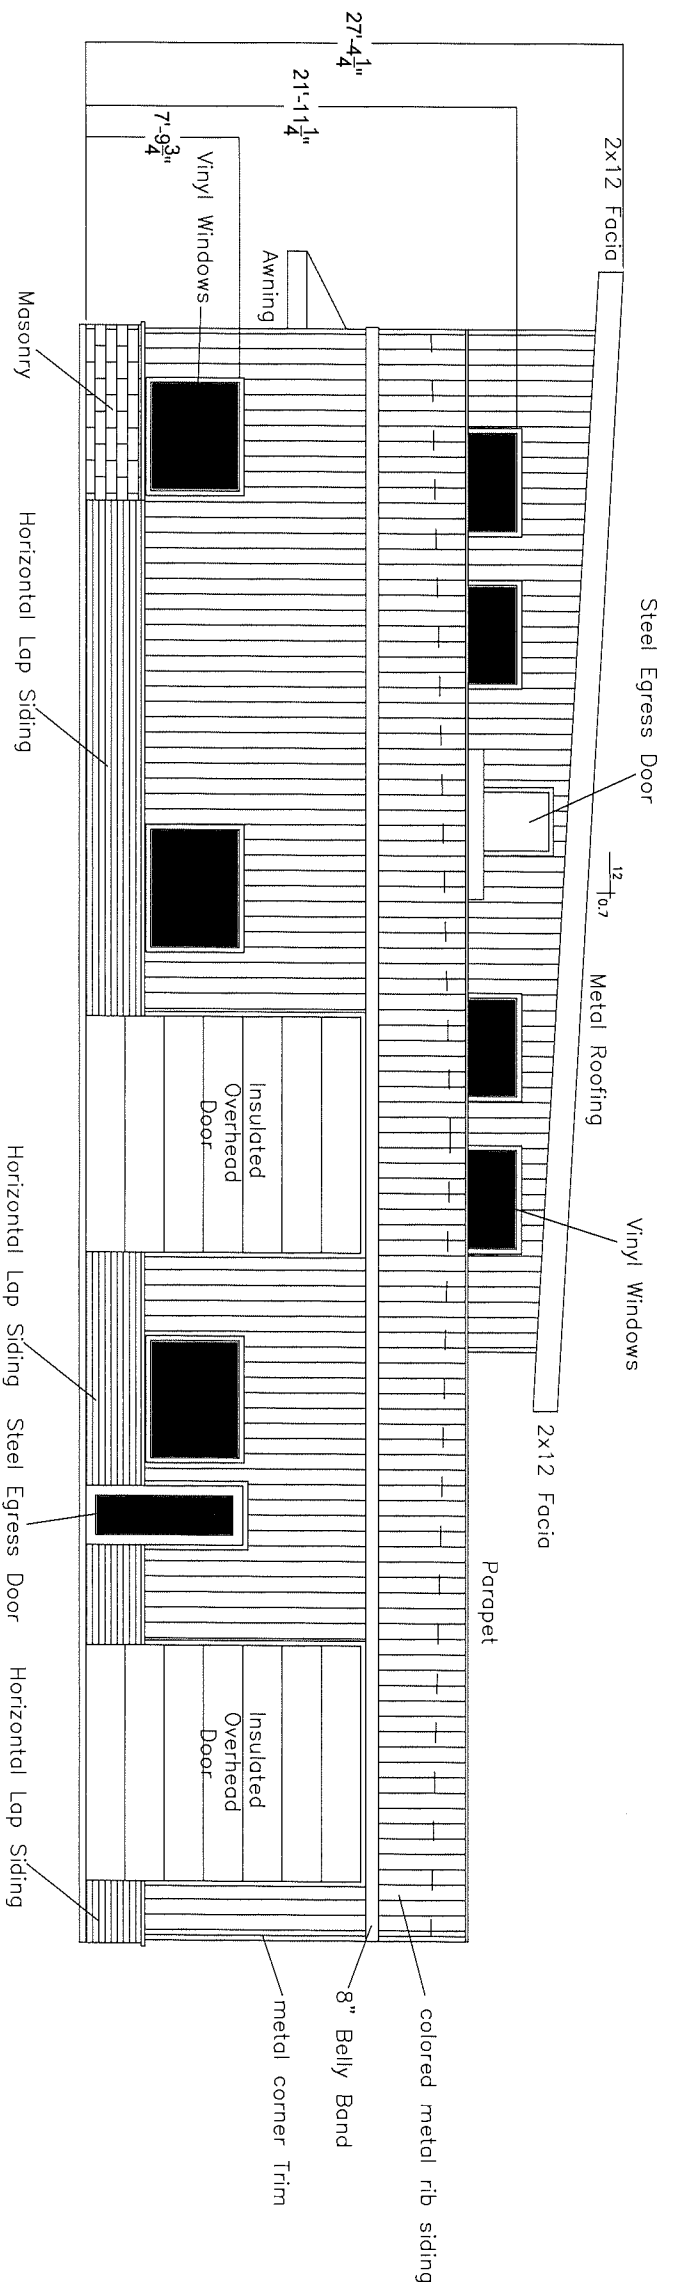 27'-4 1/4"
21'-11 1/4"
7'-9 3/4"
2x12 Facia
Steel Egress Door
12
0.7
Metal Roofing
Vinyl Windows
2x12 Facia
Parapet
Vinyl Windows
Awning
Insulated
Overhead
Door
Insulated
Overhead
Door
colored metal rib siding
8" Belly Band
metal corner Trim
Masonry
Horizontal Lap Siding
Horizontal Lap Siding
Steel Egress Door
Horizontal Lap Siding